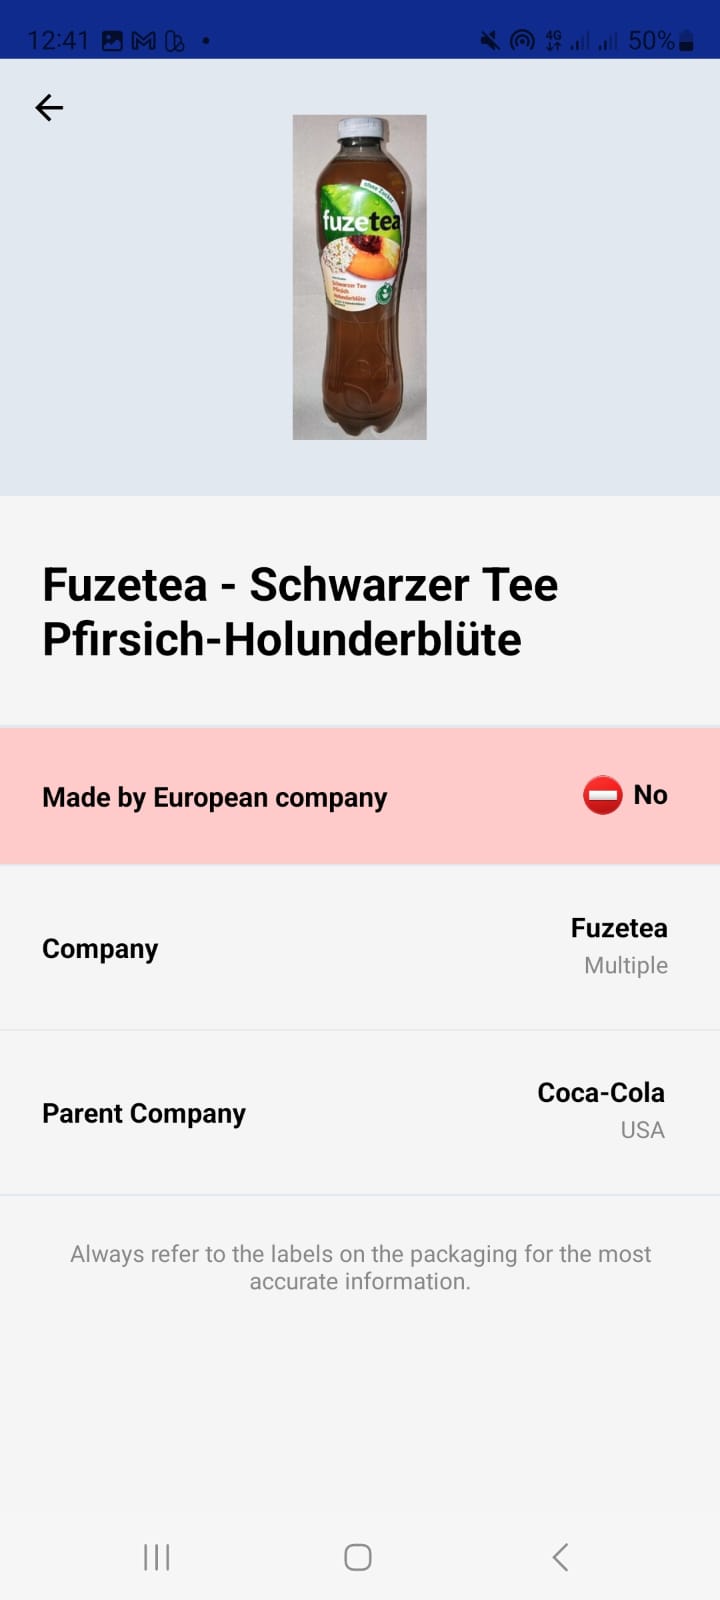 12:41
4G
50%
ohne Zucker
fuzetea
Schwarzer Tee
Pfirsich
Holunderblüte
Fuzetea - Schwarzer Tee
Pfirsich-Holunderblüte
Made by European company
No
Company
Fuzetea
Multiple
Parent Company
Coca-Cola
USA
Always refer to the labels on the packaging for the most
accurate information.